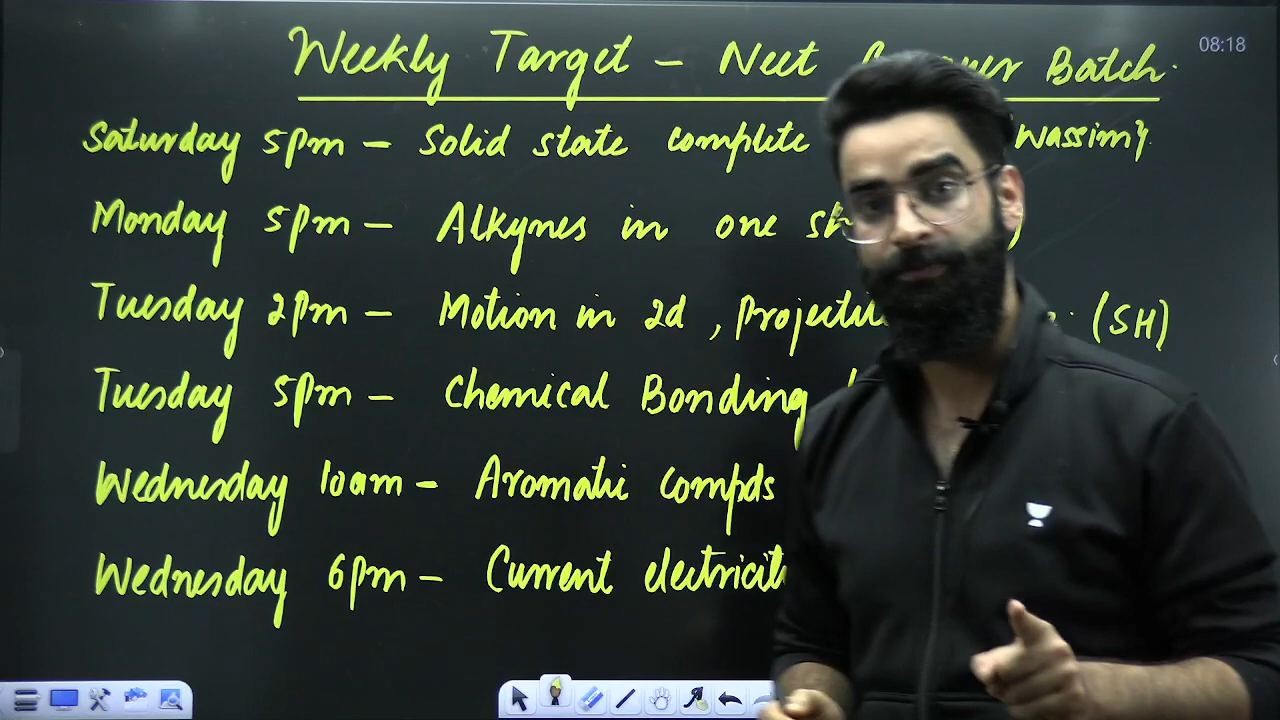 08:18
Weekly Target - Neet Batch.
Saturday 5pm - Solid state complete Wassim}.
Monday 5pm - Alkynes in one
Tuesday 2pm - Motion in 2d, (SH)
Tuesday 5pm - Chemical Bonding
Wednesday 10am - Aromatic compds
Wednesday 6pm - Current